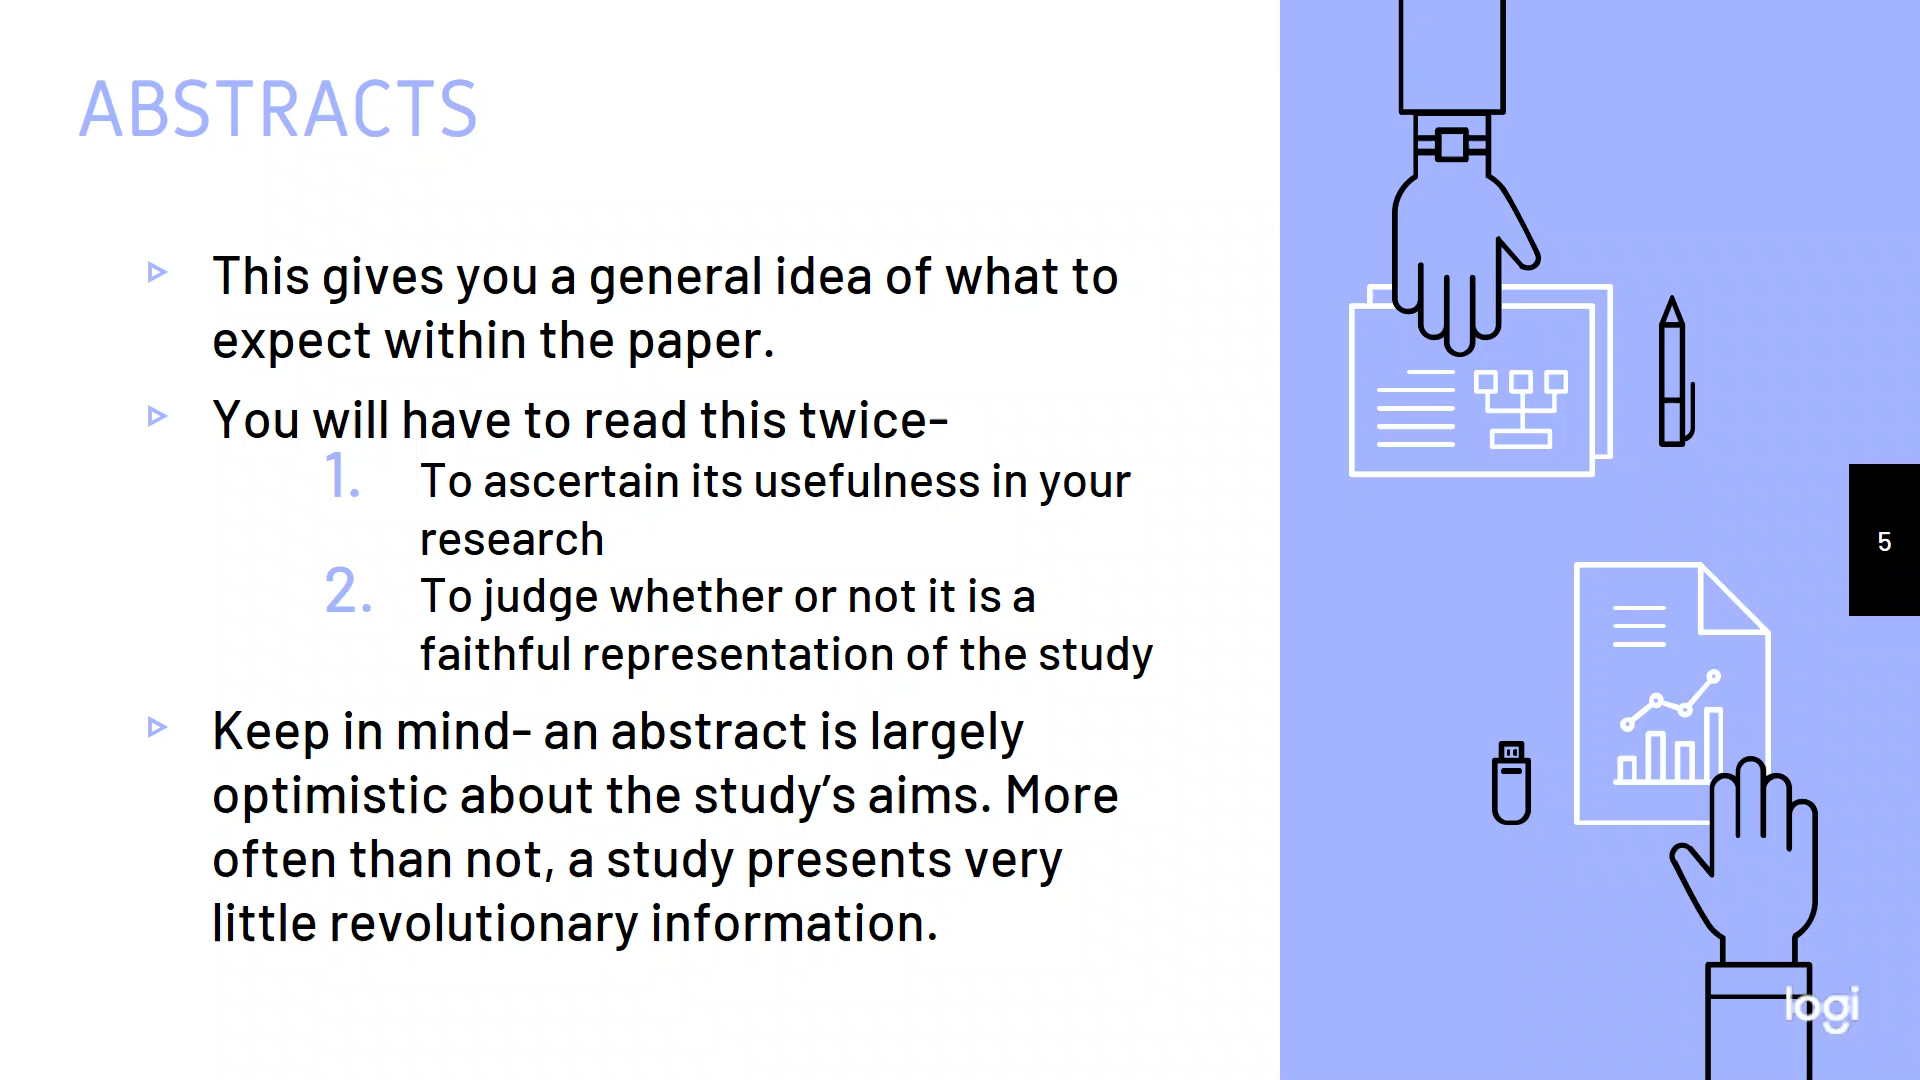 ABSTRACTS
This gives you a general idea of what to
expect within the paper.
You will have to read this twice-
1. To ascertain its usefulness in your
research
2. To judge whether or not it is a
faithful representation of the study
Keep in mind- an abstract is largely
optimistic about the study’s aims. More
often than not, a study presents very
little revolutionary information.
5
logi